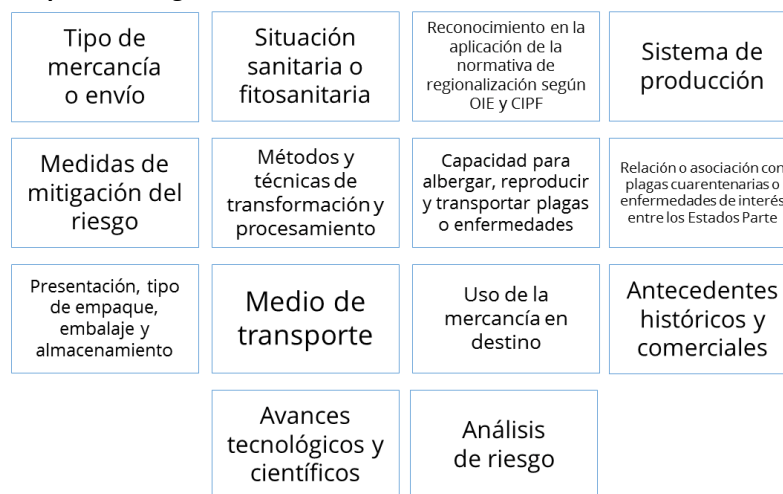 Tipo de
mercancía
o envío
Situación
sanitaria o
fitosanitaria
Reconocimiento en la
aplicación de la
normativa de
regionalización según
OIE y CIPF
Sistema de
producción
Medidas de
mitigación del
riesgo
Métodos y
técnicas de
transformación y
procesamiento
Capacidad para
albergar, reproducir
y transportar plagas
o enfermedades
Relación o asociación con
plagas cuarentenarias o
enfermedades de interés
entre los Estados Parte
Presentación, tipo
de empaque,
embalaje y
almacenamiento
Medio de
transporte
Uso de la
mercancía en
destino
Antecedentes
históricos y
comerciales
Avances
tecnológicos y
científicos
Análisis
de riesgo